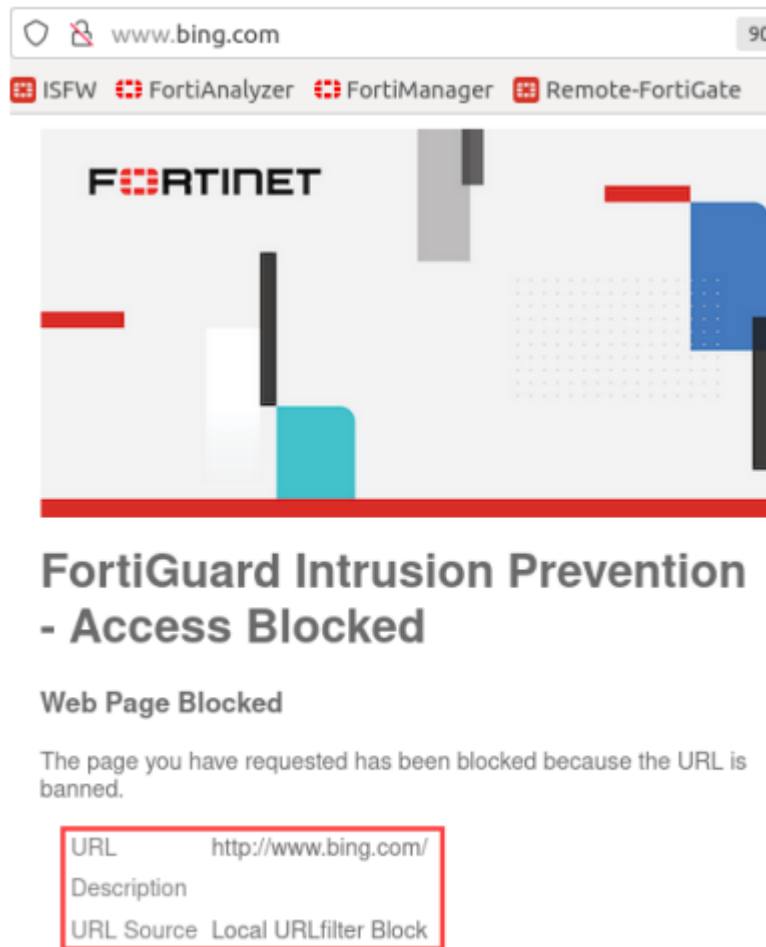 www.bing.com 90
ISFW FortiAnalyzer FortiManager Remote-FortiGate
FORTINET
FortiGuard Intrusion Prevention
- Access Blocked
Web Page Blocked
The page you have requested has been blocked because the URL is
banned.
URL http://www.bing.com/
Description
URL Source Local URLfilter Block